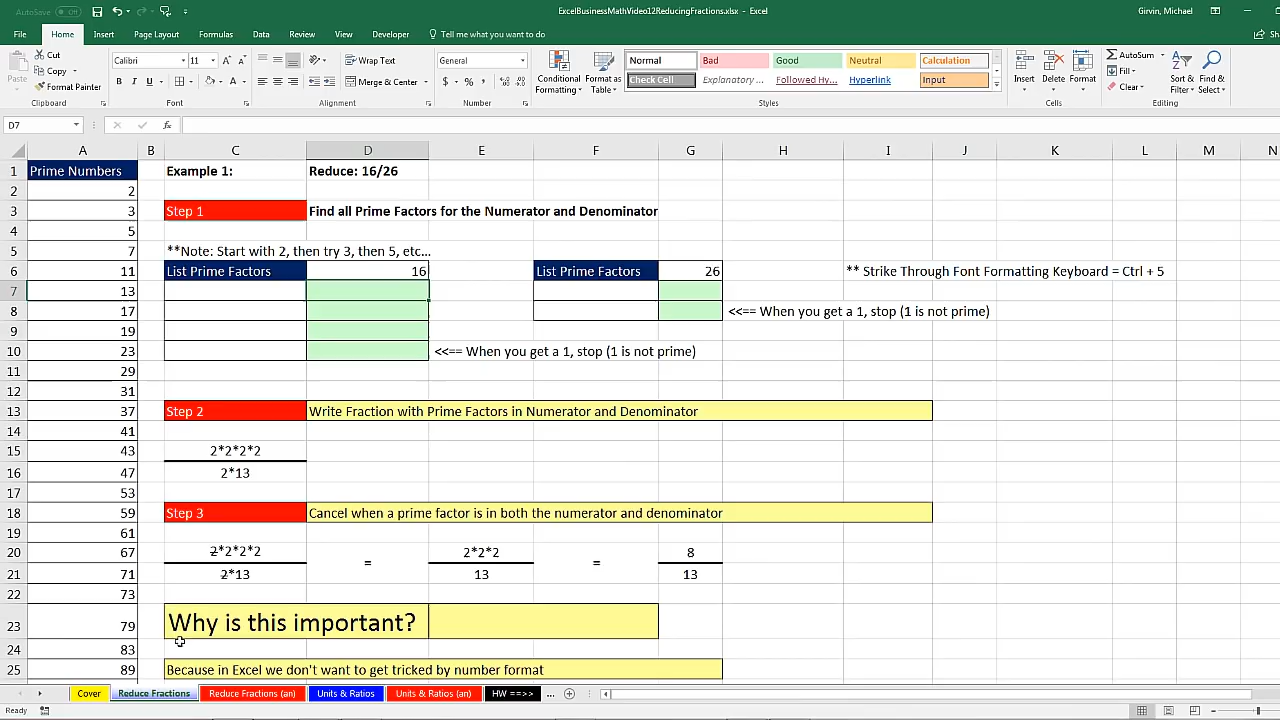 AutoSave Off ExcelBusinessMathVideo12ReducingFractions.xlsx - Excel Girvin, Michael
File Home Insert Page Layout Formulas Data Review View Developer Tell me what you want to do
Cut Copy Format Painter Paste Clipboard
Calibri 11 B I U A Font
Wrap Text Merge & Center Alignment
General $ % , Number
Conditional Formatting Format as Table
Normal Bad Good Neutral Calculation
Check Cell Explanatory ... Followed Hy... Hyperlink Input
Styles
Insert Delete Format Cells
AutoSum Fill Clear Sort & Filter Find & Select Editing
D7 fx
A B C D E F G H I J K L M N
1 Prime Numbers Example 1: Reduce: 16/26
2 2
3 3 Step 1 Find all Prime Factors for the Numerator and Denominator
4 5
5 7 **Note: Start with 2, then try 3, then 5, etc...
6 11 List Prime Factors 16 List Prime Factors 26 ** Strike Through Font Formatting Keyboard = Ctrl + 5
7 13
8 17 <<== When you get a 1, stop (1 is not prime)
9 19
10 23 <<== When you get a 1, stop (1 is not prime)
11 29
12 31
13 37 Step 2 Write Fraction with Prime Factors in Numerator and Denominator
14 41
15 43 2*2*2*2
16 47 2*13
17 53
18 59 Step 3 Cancel when a prime factor is in both the numerator and denominator
19 61
20 67 2*2*2*2 = 2*2*2 = 8
21 71 2*13 13 13
22 73
23 79 Why is this important?
24 83
25 89 Because in Excel we don't want to get tricked by number format
Cover Reduce Fractions Reduce Fractions (an) Units & Ratios Units & Ratios (an) HW ==>> ...
Ready